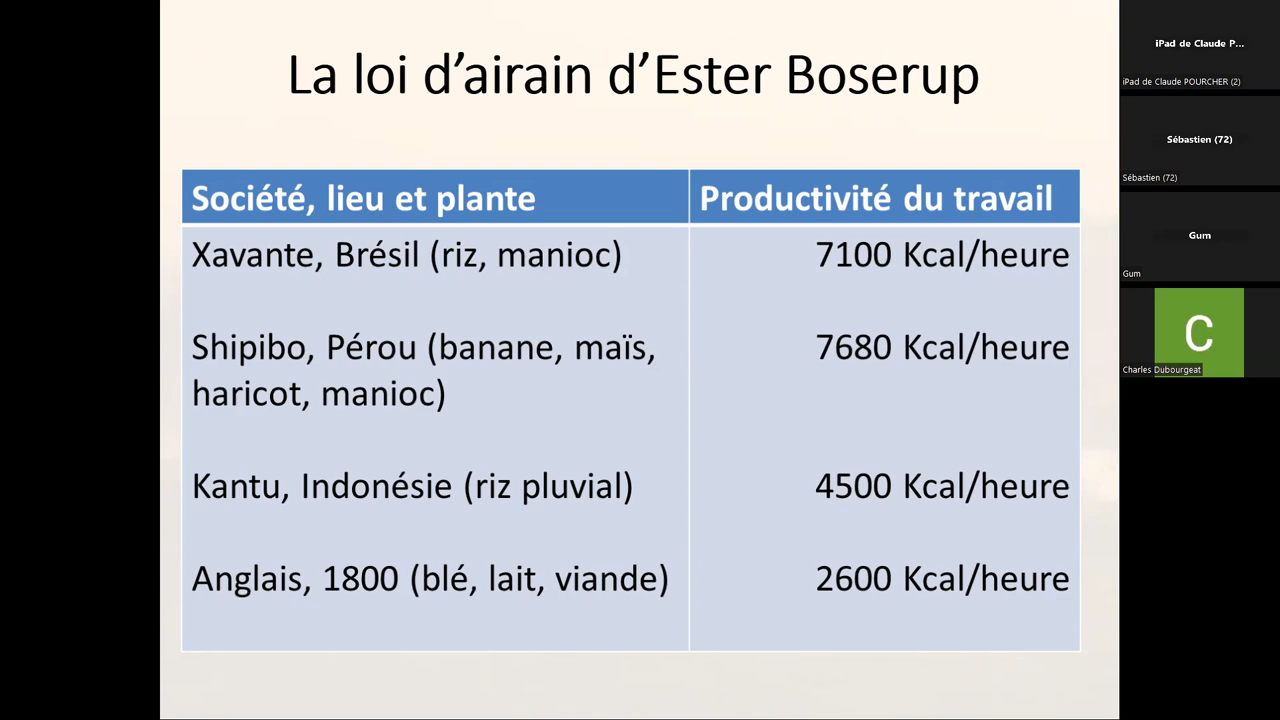 La loi d’airain d’Ester Boserup
Société, lieu et plante
Productivité du travail
Xavante, Brésil (riz, manioc)
7100 Kcal/heure
Shipibo, Pérou (banane, maïs,
haricot, manioc)
7680 Kcal/heure
Kantu, Indonésie (riz pluvial)
4500 Kcal/heure
Anglais, 1800 (blé, lait, viande)
2600 Kcal/heure
iPad de Claude P...
iPad de Claude POURCHER (2)
Sébastien (72)
Sébastien (72)
Gum
Gum
C
Charles Dubourgeat